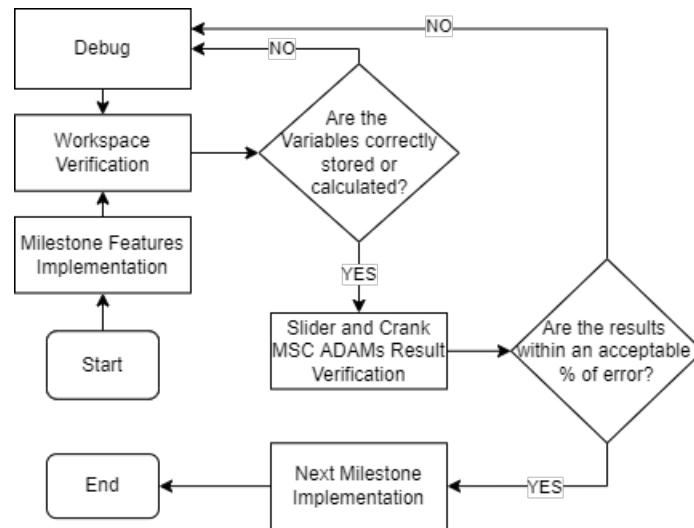 Debug
NO
NO
Workspace
Verification
Are the
Variables correctly
stored or
calculated?
Milestone Features
Implementation
YES
Start
Slider and Crank
MSC ADAMs Result
Verification
Are the results
within an acceptable
% of error?
End
Next Milestone
Implementation
YES